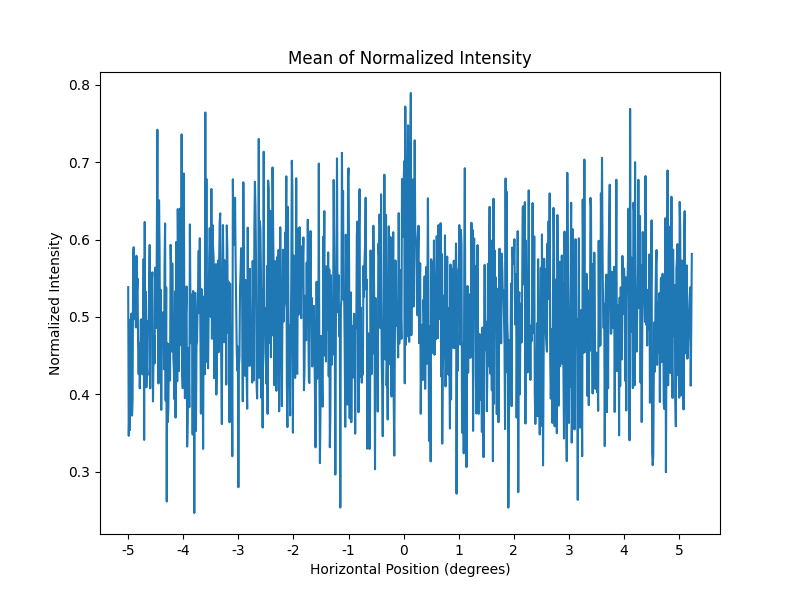 Mean of Normalized Intensity
Normalized Intensity
0.8
0.7
0.6
0.5
0.4
0.3
-5 -4 -3 -2 -1 0 1 2 3 4 5
Horizontal Position (degrees)